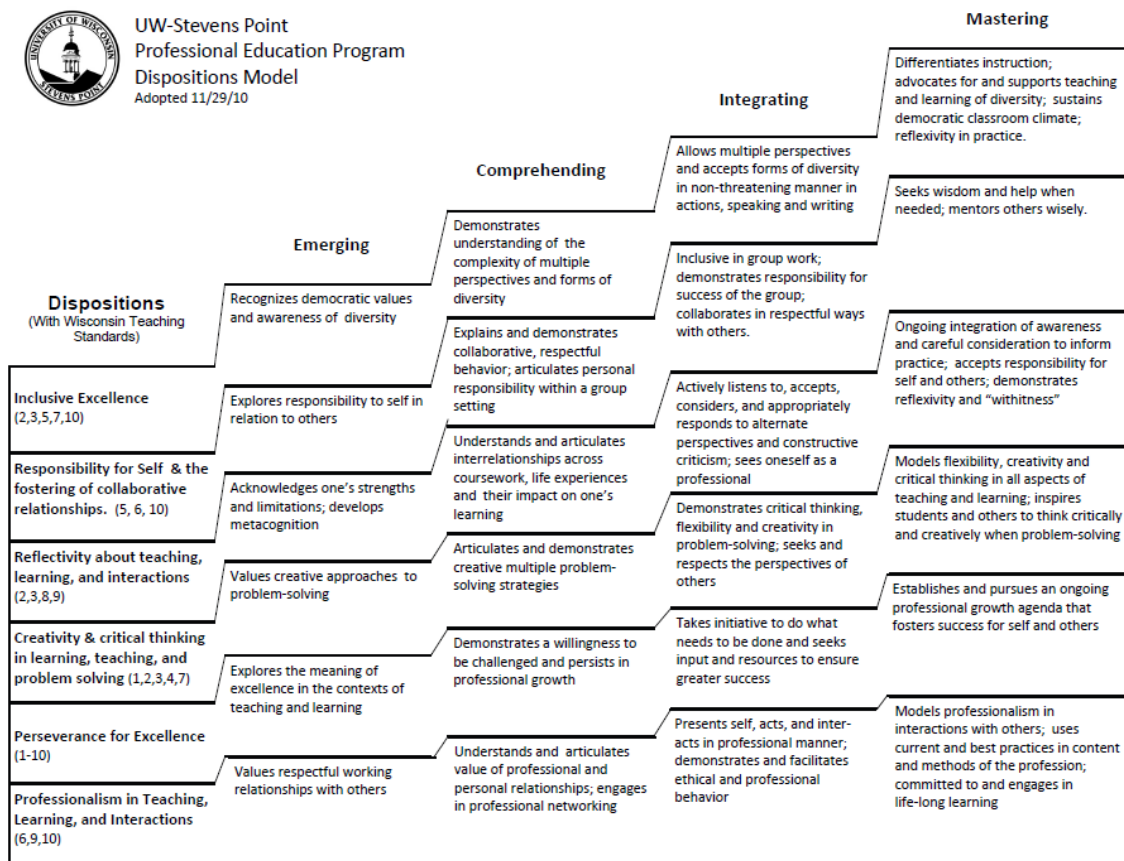 UNIVERSITY OF WISCONSIN
STEVENS POINT
UW-Stevens Point
Professional Education Program
Dispositions Model
Adopted 11/29/10
Dispositions
(With Wisconsin Teaching
Standards)
Inclusive Excellence
(2,3,5,7,10)
Responsibility for Self & the
fostering of collaborative
relationships. (5, 6, 10)
Reflectivity about teaching,
learning, and interactions
(2,3,8,9)
Creativity & critical thinking
in learning, teaching, and
problem solving (1,2,3,4,7)
Perseverance for Excellence
(1-10)
Professionalism in Teaching,
Learning, and Interactions
(6,9,10)
Emerging
Recognizes democratic values
and awareness of diversity
Explores responsibility to self in
relation to others
Acknowledges one’s strengths
and limitations; develops
metacognition
Values creative approaches to
problem-solving
Explores the meaning of
excellence in the contexts of
teaching and learning
Values respectful working
relationships with others
Comprehending
Demonstrates
understanding of the
complexity of multiple
perspectives and forms of
diversity
Explains and demonstrates
collaborative, respectful
behavior; articulates personal
responsibility within a group
setting
Understands and articulates
interrelationships across
coursework, life experiences
and their impact on one’s
learning
Articulates and demonstrates
creative multiple problem-
solving strategies
Demonstrates a willingness to
be challenged and persists in
professional growth
Understands and articulates
value of professional and
personal relationships; engages
in professional networking
Integrating
Allows multiple perspectives
and accepts forms of diversity
in non-threatening manner in
actions, speaking and writing
Inclusive in group work;
demonstrates responsibility for
success of the group;
collaborates in respectful ways
with others.
Actively listens to, accepts,
considers, and appropriately
responds to alternate
perspectives and constructive
criticism; sees oneself as a
professional
Demonstrates critical thinking,
flexibility and creativity in
problem-solving; seeks and
respects the perspectives of
others
Takes initiative to do what
needs to be done and seeks
input and resources to ensure
greater success
Presents self, acts, and inter-
acts in professional manner;
demonstrates and facilitates
ethical and professional
behavior
Mastering
Differentiates instruction;
advocates for and supports teaching
and learning of diversity; sustains
democratic classroom climate;
reflexivity in practice.
Seeks wisdom and help when
needed; mentors others wisely.
Ongoing integration of awareness
and careful consideration to inform
practice; accepts responsibility for
self and others; demonstrates
reflexivity and “withitness”
Models flexibility, creativity and
critical thinking in all aspects of
teaching and learning; inspires
students and others to think critically
and creatively when problem-solving
Establishes and pursues an ongoing
professional growth agenda that
fosters success for self and others
Models professionalism in
interactions with others; uses
current and best practices in content
and methods of the profession;
committed to and engages in
life-long learning